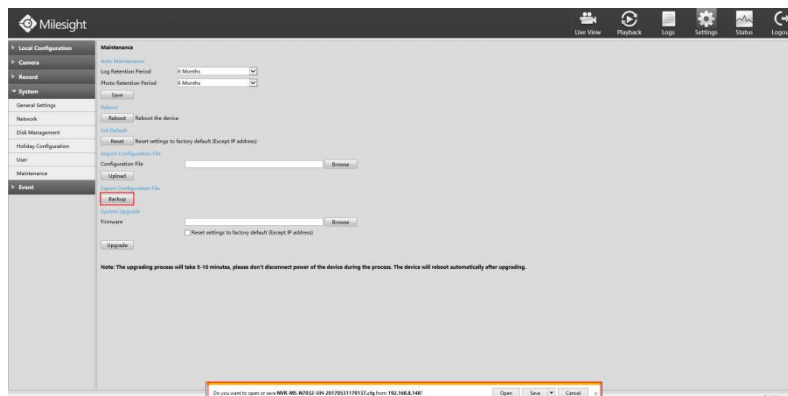 Milesight
Live View Playback Logs Settings Status Logou
Local Configuration
Camera
Record
System
General Settings
Network
Disk Management
Holiday Configuration
User
Maintenance
Event
Maintenance
Auto Maintenance
Log Retention Period 6 Months
Photo Retention Period 6 Months
Save
Reboot
Reboot Reboot the device
Set Default
Reset Reset settings to factory default (Except IP address)
Import Configuration File
Configuration File Browse
Upload
Export Configuration File
Backup
System Upgrade
Firmware Browse
Reset settings to factory default (Except IP address)
Upgrade
Note: The upgrading process will take 5-10 minutes, please don't disconnect power of the device during the process. The device will reboot automatically after upgrading.
Do you want to open or save NVR-MS-N7032-UH-20170531170137.cfg from 192.168.8.148?
Open Save Cancel ×